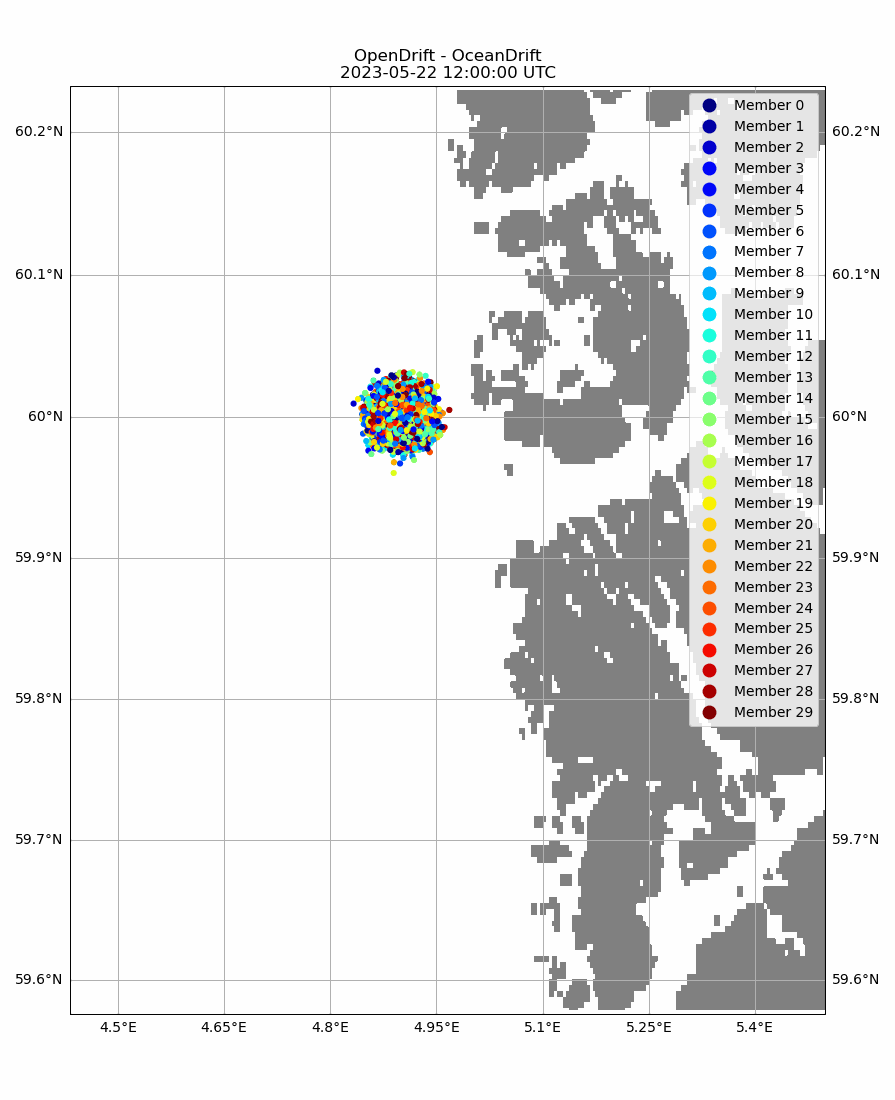 OpenDrift - OceanDrift
2023-05-22 12:00:00 UTC
Member 0
Member 1
Member 2
Member 3
Member 4
Member 5
Member 6
Member 7
Member 8
Member 9
Member 10
Member 11
Member 12
Member 13
Member 14
Member 15
Member 16
Member 17
Member 18
Member 19
Member 20
Member 21
Member 22
Member 23
Member 24
Member 25
Member 26
Member 27
Member 28
Member 29
60.2°N 60.2°N
60.1°N 60.1°N
60°N 60°N
59.9°N 59.9°N
59.8°N 59.8°N
59.7°N 59.7°N
59.6°N 59.6°N
4.5°E 4.65°E 4.8°E 4.95°E 5.1°E 5.25°E 5.4°E